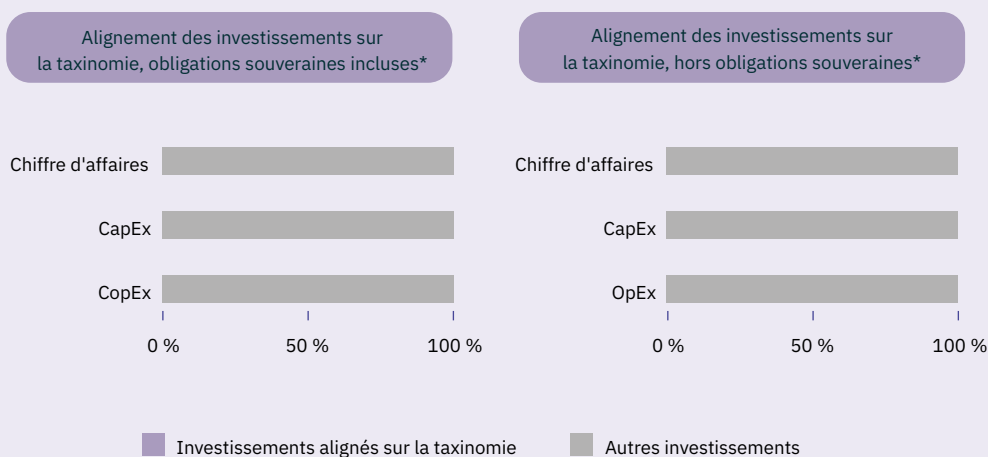 Alignement des investissements sur
la taxinomie, obligations souveraines incluses*
Alignement des investissements sur
la taxinomie, hors obligations souveraines*
Chiffre d'affaires
CapEx
CopEx
0 %
50 %
100 %
Chiffre d'affaires
CapEx
OpEx
0 %
50 %
100 %
Investissements alignés sur la taxinomie
Autres investissements